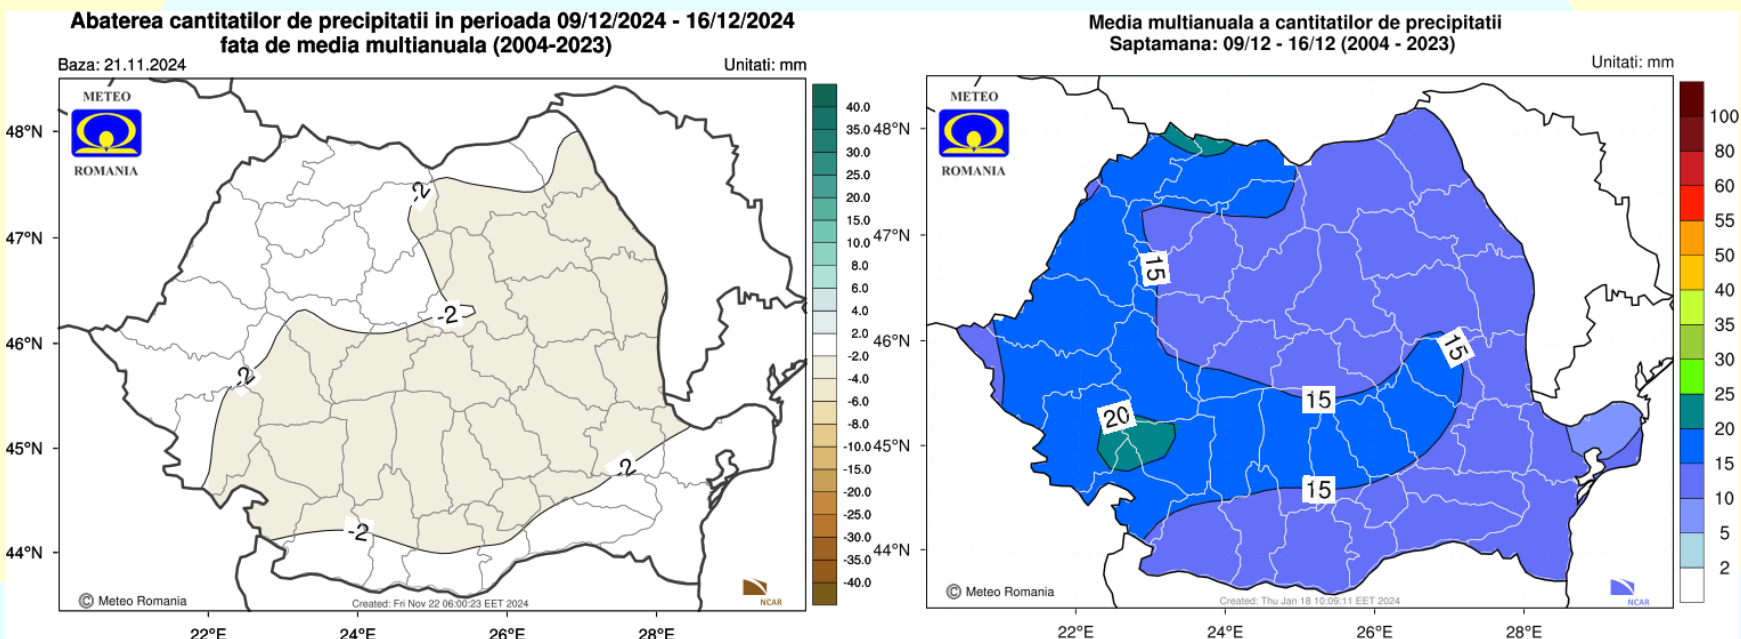 Abaterea cantitatilor de precipitatii in perioada 09/12/2024 - 16/12/2024
fata de media multianuala (2004-2023)
Baza: 21.11.2024
Unitati: mm
METEO
ROMANIA
48°N
47°N
46°N
45°N
44°N
-2
-2
-2
-2
-2
40.0
35.0
30.0
25.0
20.0
15.0
10.0
8.0
6.0
4.0
2.0
-2.0
-4.0
-6.0
-8.0
-10.0
-15.0
-20.0
-25.0
-30.0
-35.0
-40.0
© Meteo Romania
Created: Fri Nov 22 06:00:23 EET 2024
NCAR
22°E
24°E
26°E
28°E
Media multianuala a cantitatilor de precipitatii
Saptamana: 09/12 - 16/12 (2004 - 2023)
Unitati: mm
METEO
ROMANIA
48°N
47°N
46°N
45°N
44°N
15
15
15
20
15
100
80
60
55
50
40
35
30
25
20
15
10
5
2
© Meteo Romania
Created: Thu Jan 18 10:09:11 EET 2024
NCAR
22°E
24°E
26°E
28°E